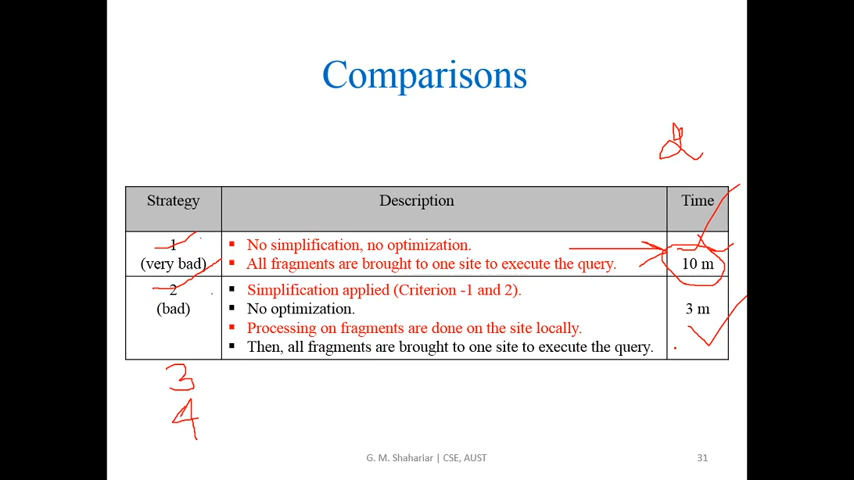 Comparisons
Strategy Description Time
1
(very bad)
▪ No simplification, no optimization.
▪ All fragments are brought to one site to execute the query.
10 m
2
(bad)
▪ Simplification applied (Criterion -1 and 2).
▪ No optimization.
▪ Processing on fragments are done on the site locally.
▪ Then, all fragments are brought to one site to execute the query.
3 m
3
4
G. M. Shahariar | CSE, AUST 31